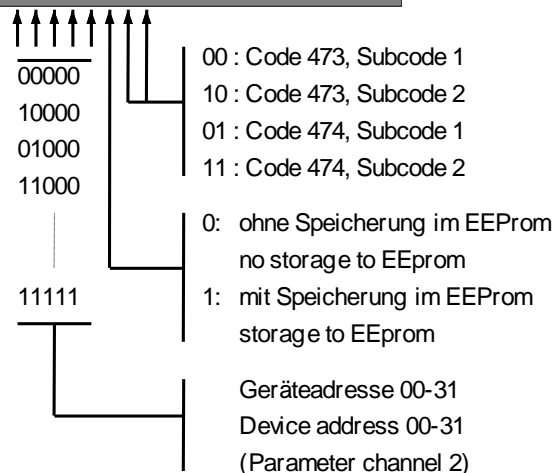 00 : Code 473, Subcode 1
10 : Code 473, Subcode 2
01 : Code 474, Subcode 1
11 : Code 474, Subcode 2
00000
10000
01000
11000
11111
0: ohne Speicherung im EEProm
no storage to EEprom
1: mit Speicherung im EEProm
storage to EEprom
Geräteadresse 00-31
Device address 00-31
(Parameter channel 2)